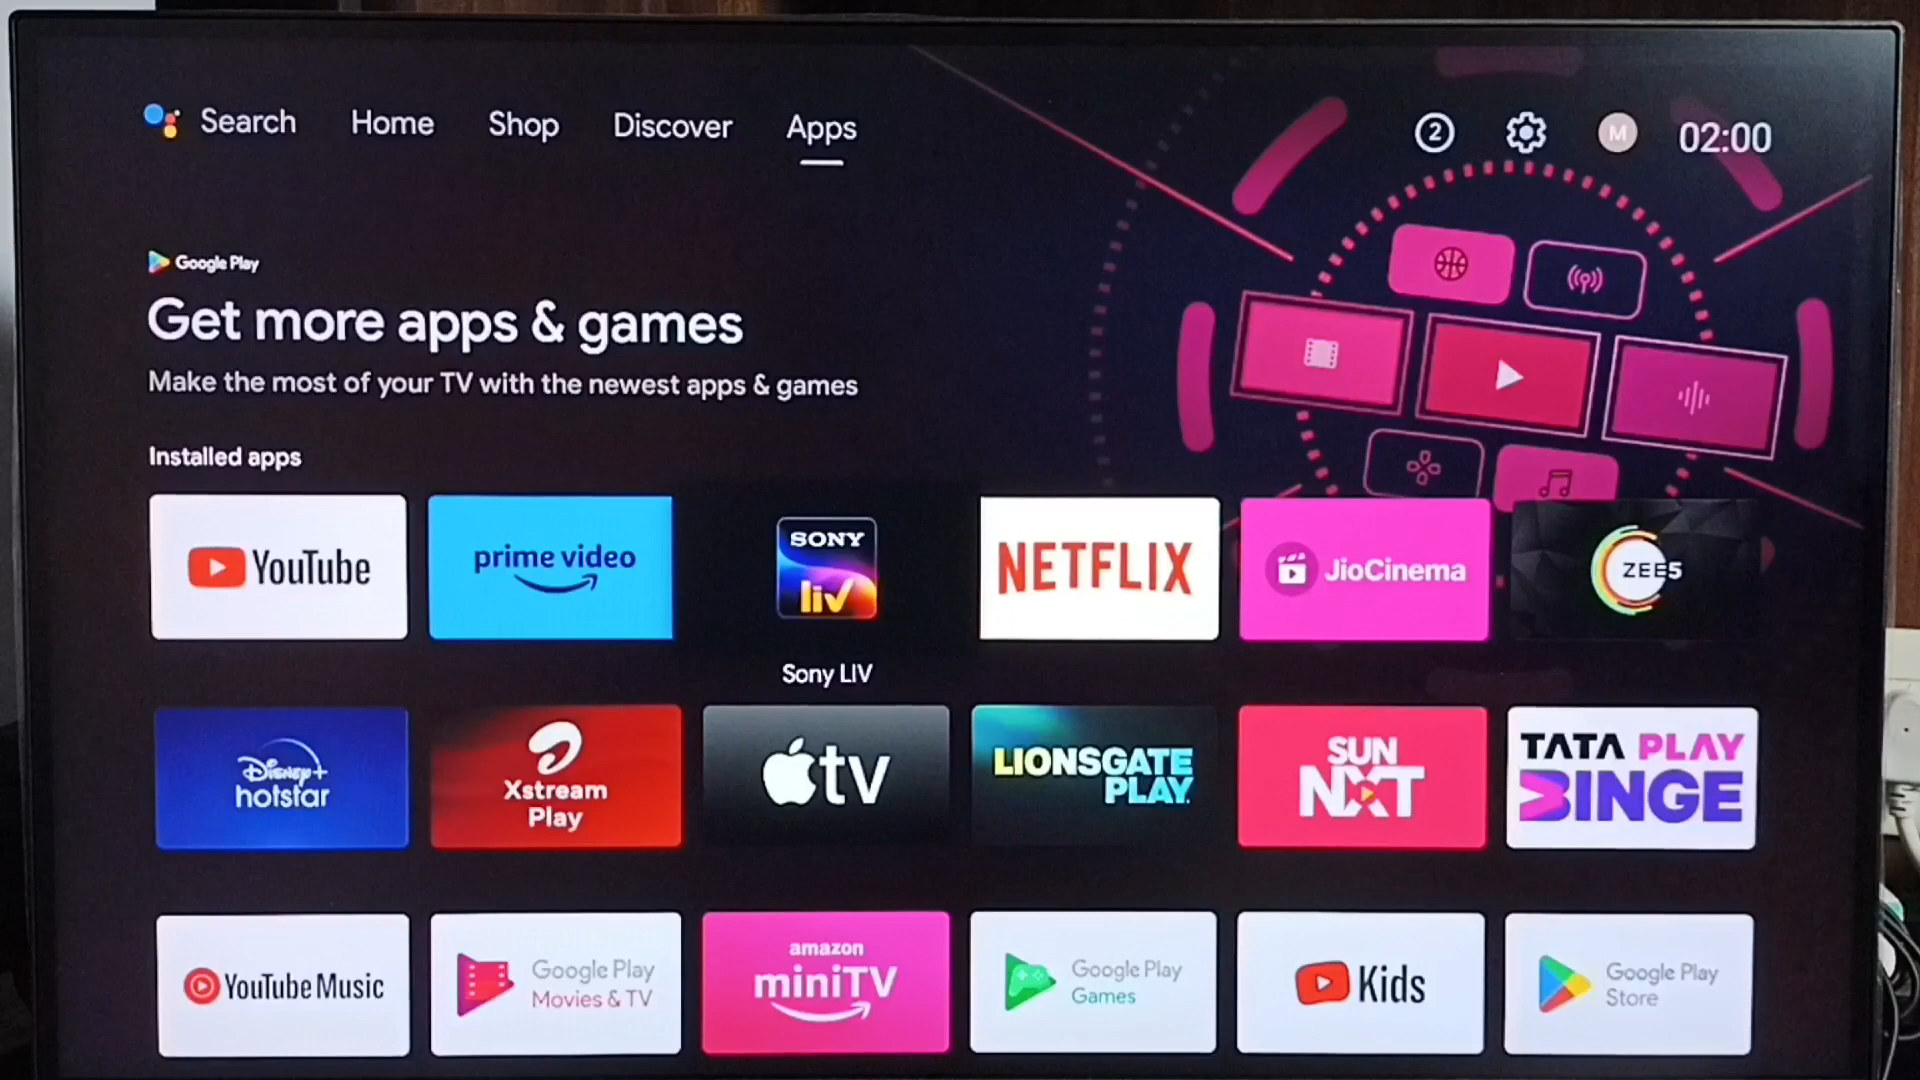 Search Home Shop Discover Apps
2 M 02:00
Google Play
Get more apps & games
Make the most of your TV with the newest apps & games
Installed apps
YouTube
prime video
SONY
liv
NETFLIX
JioCinema
ZEE5
Sony LIV
Disney+
hotstar
Xstream
Play
tv
LIONSGATE
PLAY
SUN
NXT
TATA PLAY
BINGE
YouTube Music
Google Play
Movies & TV
amazon
miniTV
Google Play
Games
Kids
Google Play
Store